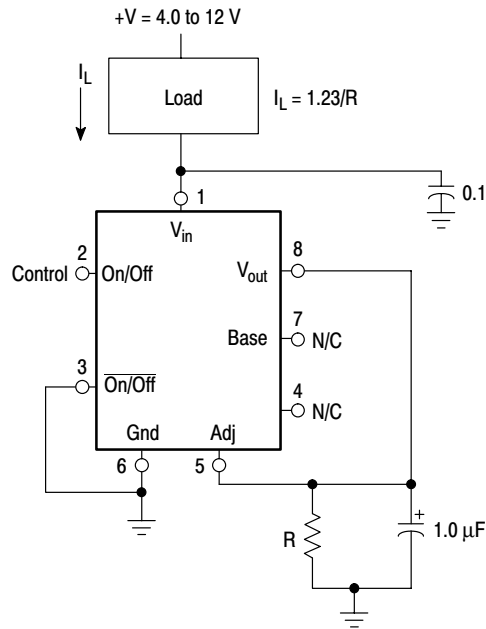 +V = 4.0 to 12 V
I_L
Load
I_L = 1.23/R
1
0.1
V_in
2
8
Control
On/Off
V_out
7
Base
N/C
3
On/Off
4
N/C
Gnd
Adj
6
5
+
R
1.0 µF